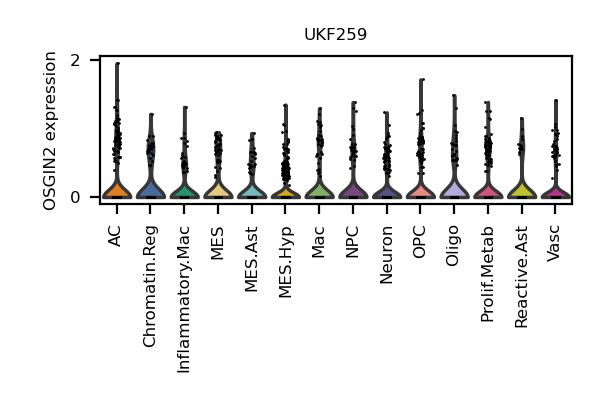 UKF259
OSGIN2 expression
2
0
AC
Chromatin.Reg
Inflammatory.Mac
MES
MES.Ast
MES.Hyp
Mac
NPC
Neuron
OPC
Oligo
Prolif.Metab
Reactive.Ast
Vasc